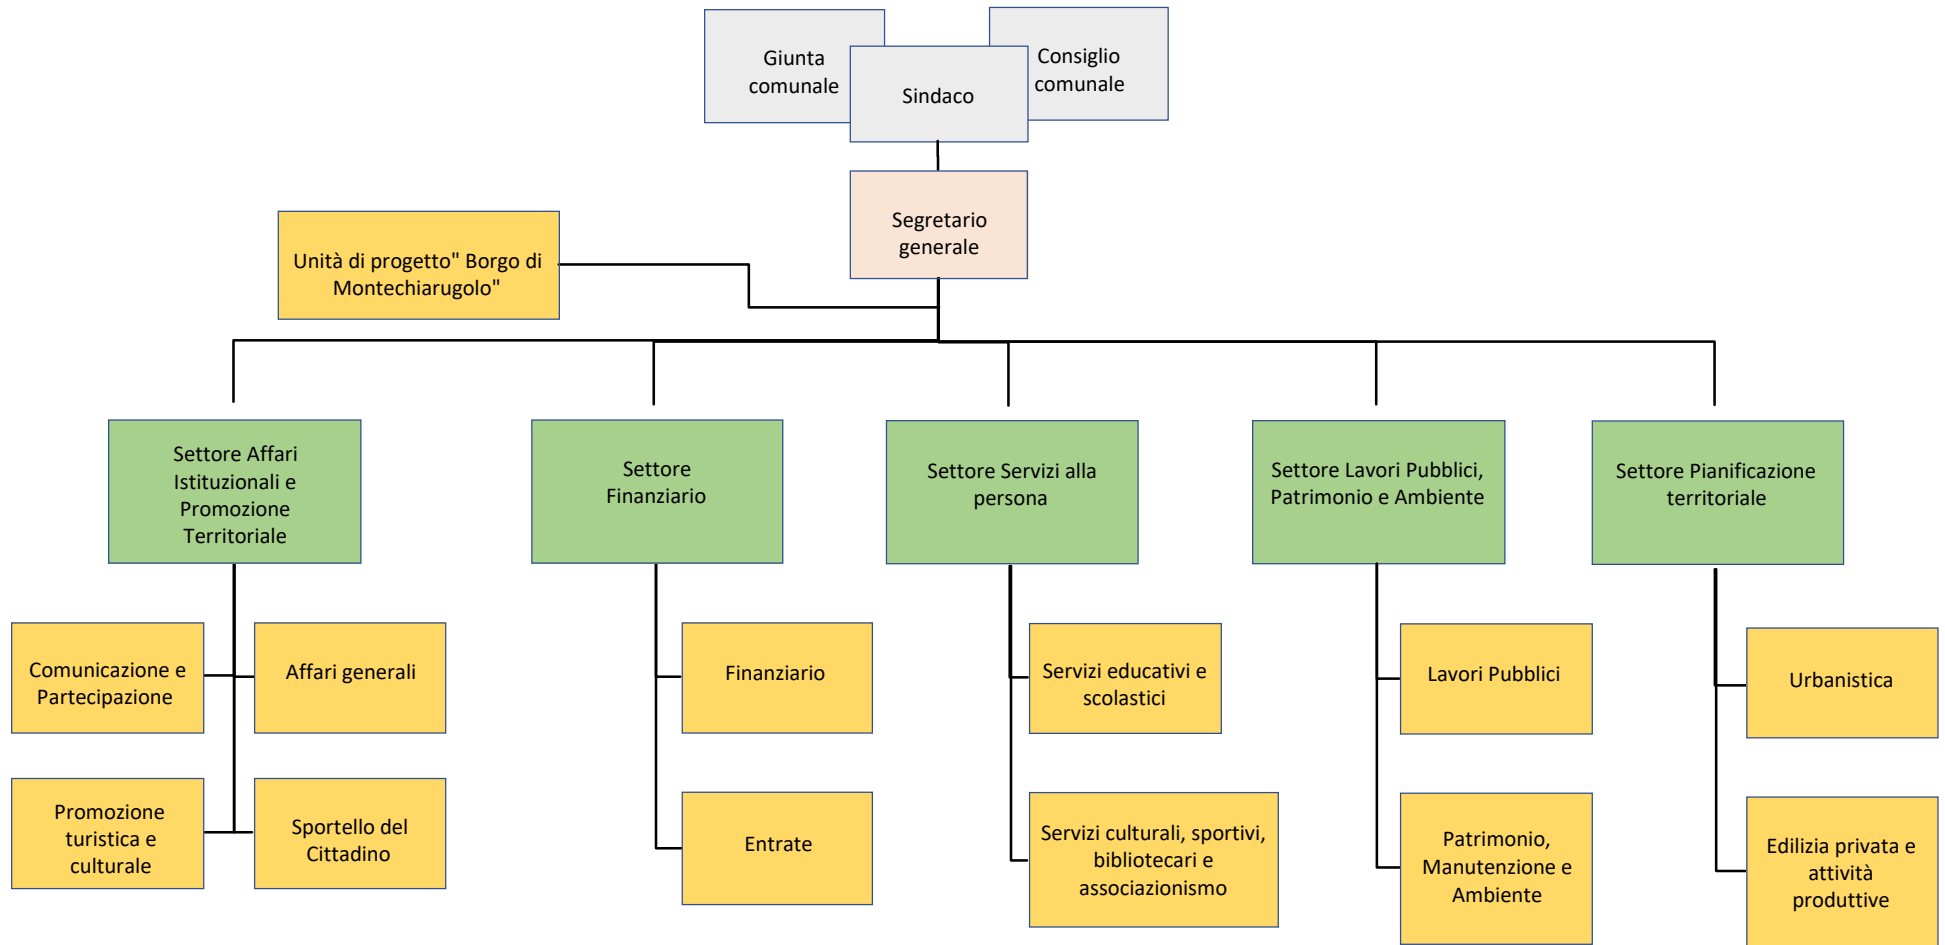 Giunta
comunale
Sindaco
Consiglio
comunale
Segretario
generale
Unità di progetto" Borgo di
Montechiarugolo"
Settore Affari
Istituzionali e
Promozione
Territoriale
Settore
Finanziario
Settore Servizi alla
persona
Settore Lavori Pubblici,
Patrimonio e Ambiente
Settore Pianificazione
territoriale
Comunicazione e
Partecipazione
Affari generali
Finanziario
Servizi educativi e
scolastici
Lavori Pubblici
Urbanistica
Promozione
turistica e
culturale
Sportello del
Cittadino
Entrate
Servizi culturali, sportivi,
bibliotecari e
associazionismo
Patrimonio,
Manutenzione e
Ambiente
Edilizia privata e
attività
produttive